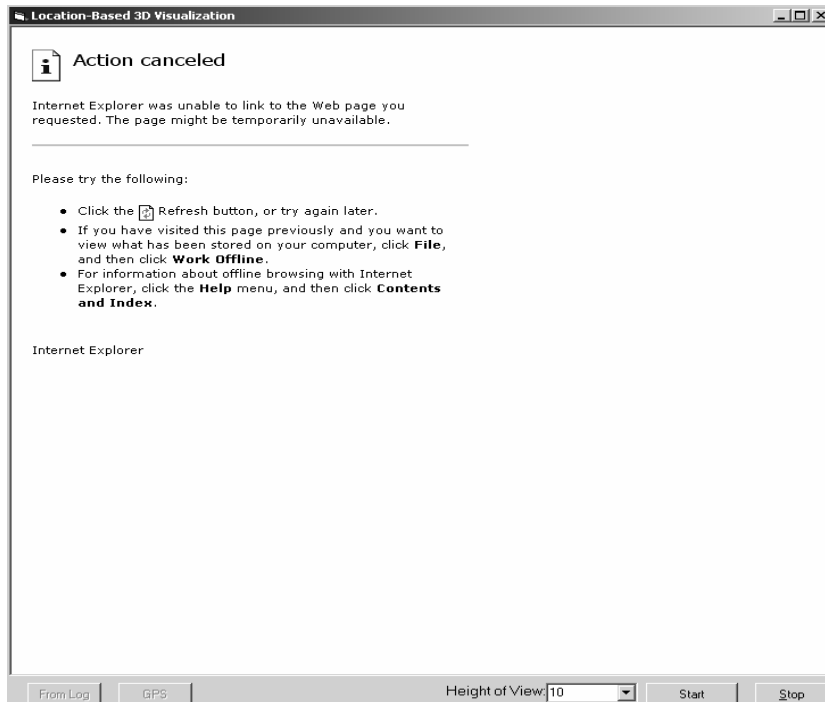 Location-Based 3D Visualization
Action canceled
Internet Explorer was unable to link to the Web page you
requested. The page might be temporarily unavailable.
Please try the following:
• Click the Refresh button, or try again later.
• If you have visited this page previously and you want to
view what has been stored on your computer, click File,
and then click Work Offline.
• For information about offline browsing with Internet
Explorer, click the Help menu, and then click Contents
and Index.
Internet Explorer
From Log GPS Height of View: 10 Start Stop